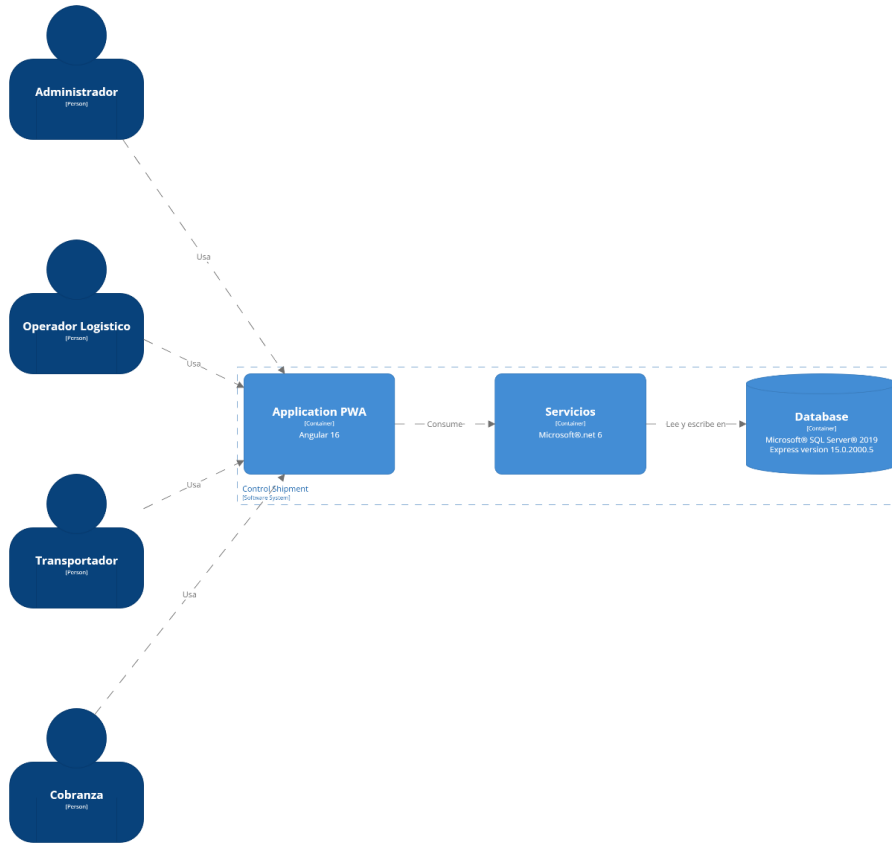 Administrador
[Person]
Usa
Operador Logistico
[Person]
Usa
Application PWA
[Container]
Angular 16
Consume
Servicios
[Container]
Microsoft®.net 6
Lee y escribe en
Database
[Container]
Microsoft® SQL Server® 2019
Express version 15.0.2000.5
Control Shipment
[Software System]
Usa
Transportador
[Person]
Usa
Cobranza
[Person]